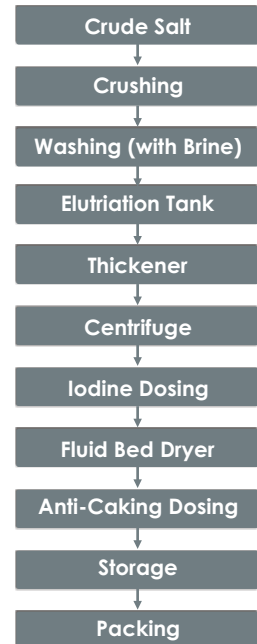 Crude Salt
Crushing
Washing (with Brine)
Elutriation Tank
Thickener
Centrifuge
Iodine Dosing
Fluid Bed Dryer
Anti-Caking Dosing
Storage
Packing